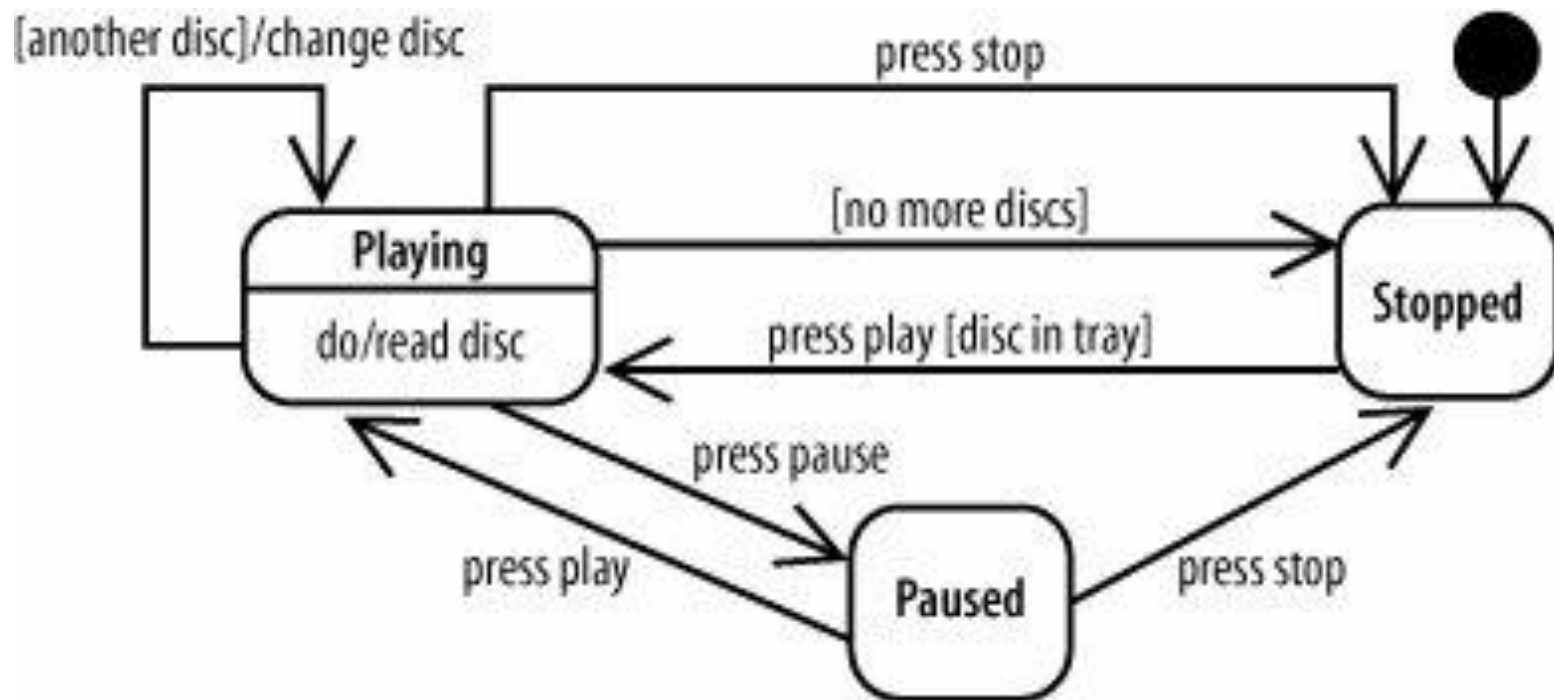 [another disc]/change disc
press stop
[no more discs]
Playing
Stopped
do/read disc
press play [disc in tray]
press pause
press play
Paused
press stop